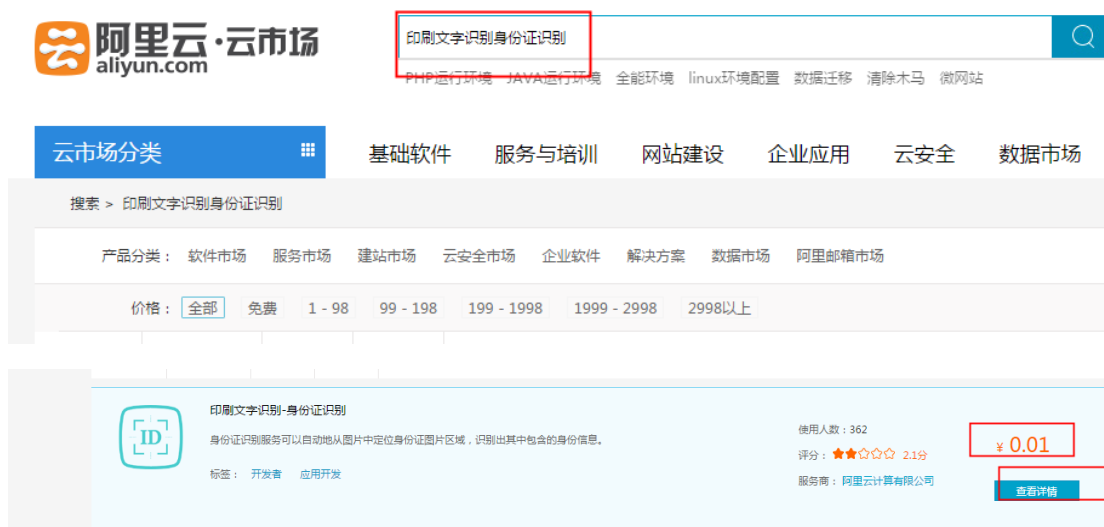 阿里云·云市场
aliyun.com
印刷文字识别身份证识别
PHP运行环境 JAVA运行环境 全能环境 linux环境配置 数据迁移 清除木马 微网站
云市场分类 基础软件 服务与培训 网站建设 企业应用 云安全 数据市场
搜索 > 印刷文字识别身份证识别
产品分类： 软件市场 服务市场 建站市场 云安全市场 企业软件 解决方案 数据市场 阿里邮箱市场
价格： 全部 免费 1 - 98 99 - 198 199 - 1998 1999 - 2998 2998以上
ID
印刷文字识别-身份证识别
身份证识别服务可以自动地从图片中定位身份证图片区域，识别出其中包含的身份信息。
标签： 开发者 应用开发
使用人数：362
评分： 2.1分
服务商：阿里云计算有限公司
¥ 0.01
查看详情